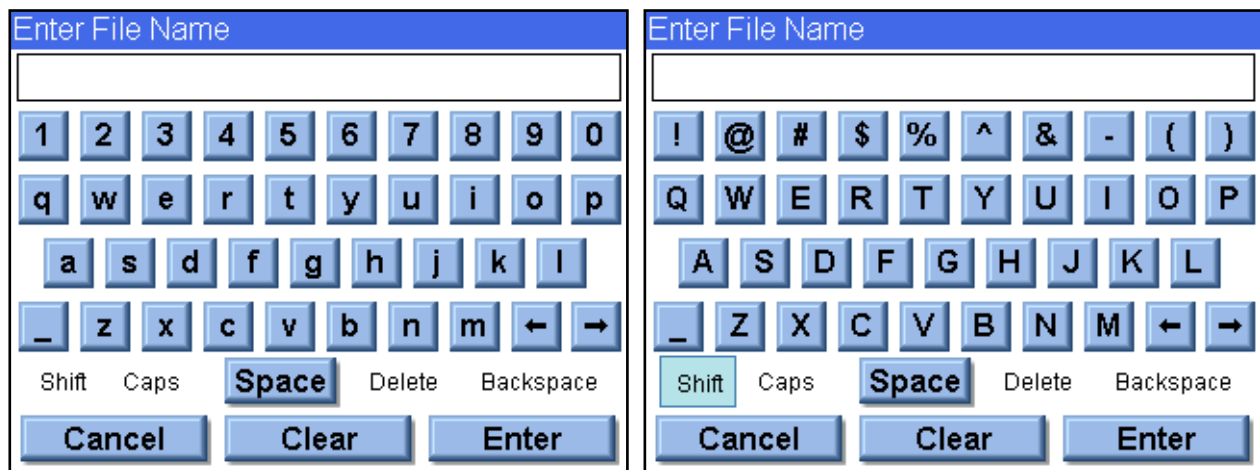 Enter File Name
1 2 3 4 5 6 7 8 9 0
q w e r t y u i o p
a s d f g h j k l
_ z x c v b n m ← →
Shift Caps Space Delete Backspace
Cancel Clear Enter
Enter File Name
! @ # $ % ^ & - ( )
Q W E R T Y U I O P
A S D F G H J K L
_ Z X C V B N M ← →
Shift Caps Space Delete Backspace
Cancel Clear Enter